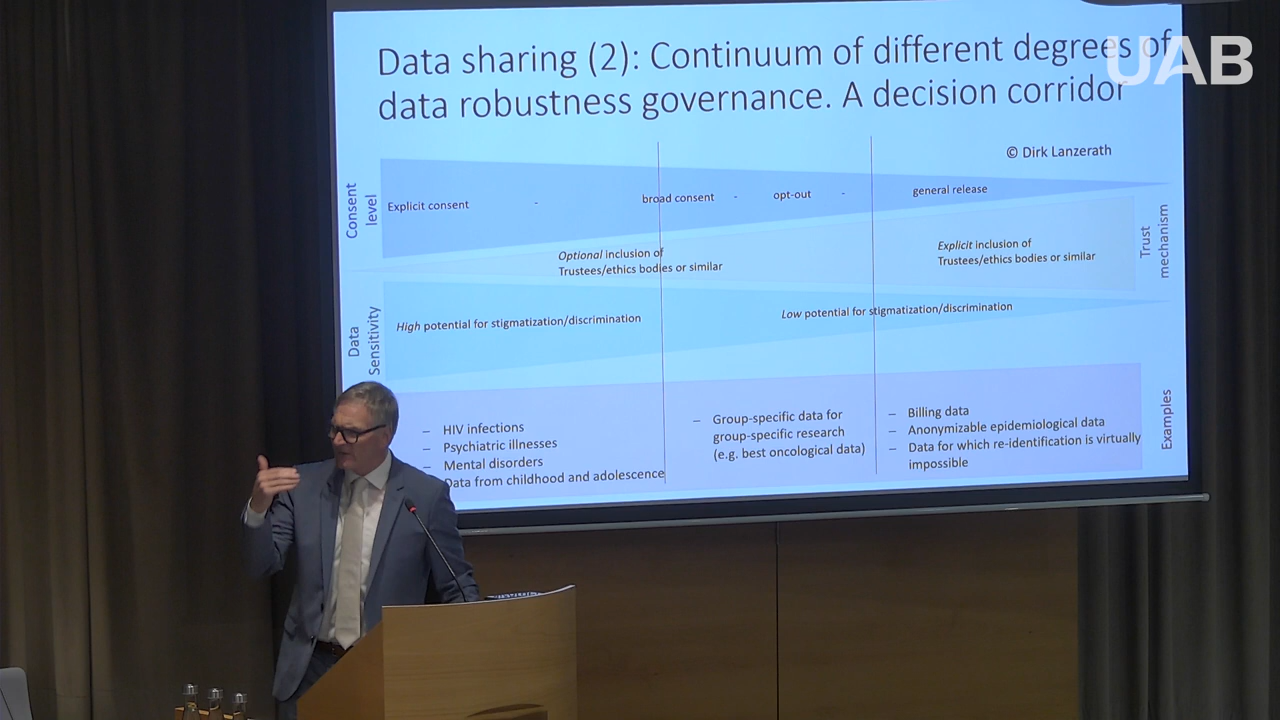 Data sharing (2): Continuum of different degrees of
data robustness governance. A decision corridor
UAB
© Dirk Lanzerath
Consent
level
Explicit consent - broad consent - opt-out - general release
Optional inclusion of
Trustees/ethics bodies or similar
Explicit inclusion of
Trustees/ethics bodies or similar
Trust
mechanism
Data
Sensitivity
High potential for stigmatization/discrimination
Low potential for stigmatization/discrimination
– HIV infections
– Psychiatric illnesses
– Mental disorders
Data from childhood and adolescence
– Group-specific data for
group-specific research
(e.g. best oncological data)
– Billing data
– Anonymizable epidemiological data
– Data for which re-identification is virtually
impossible
Examples